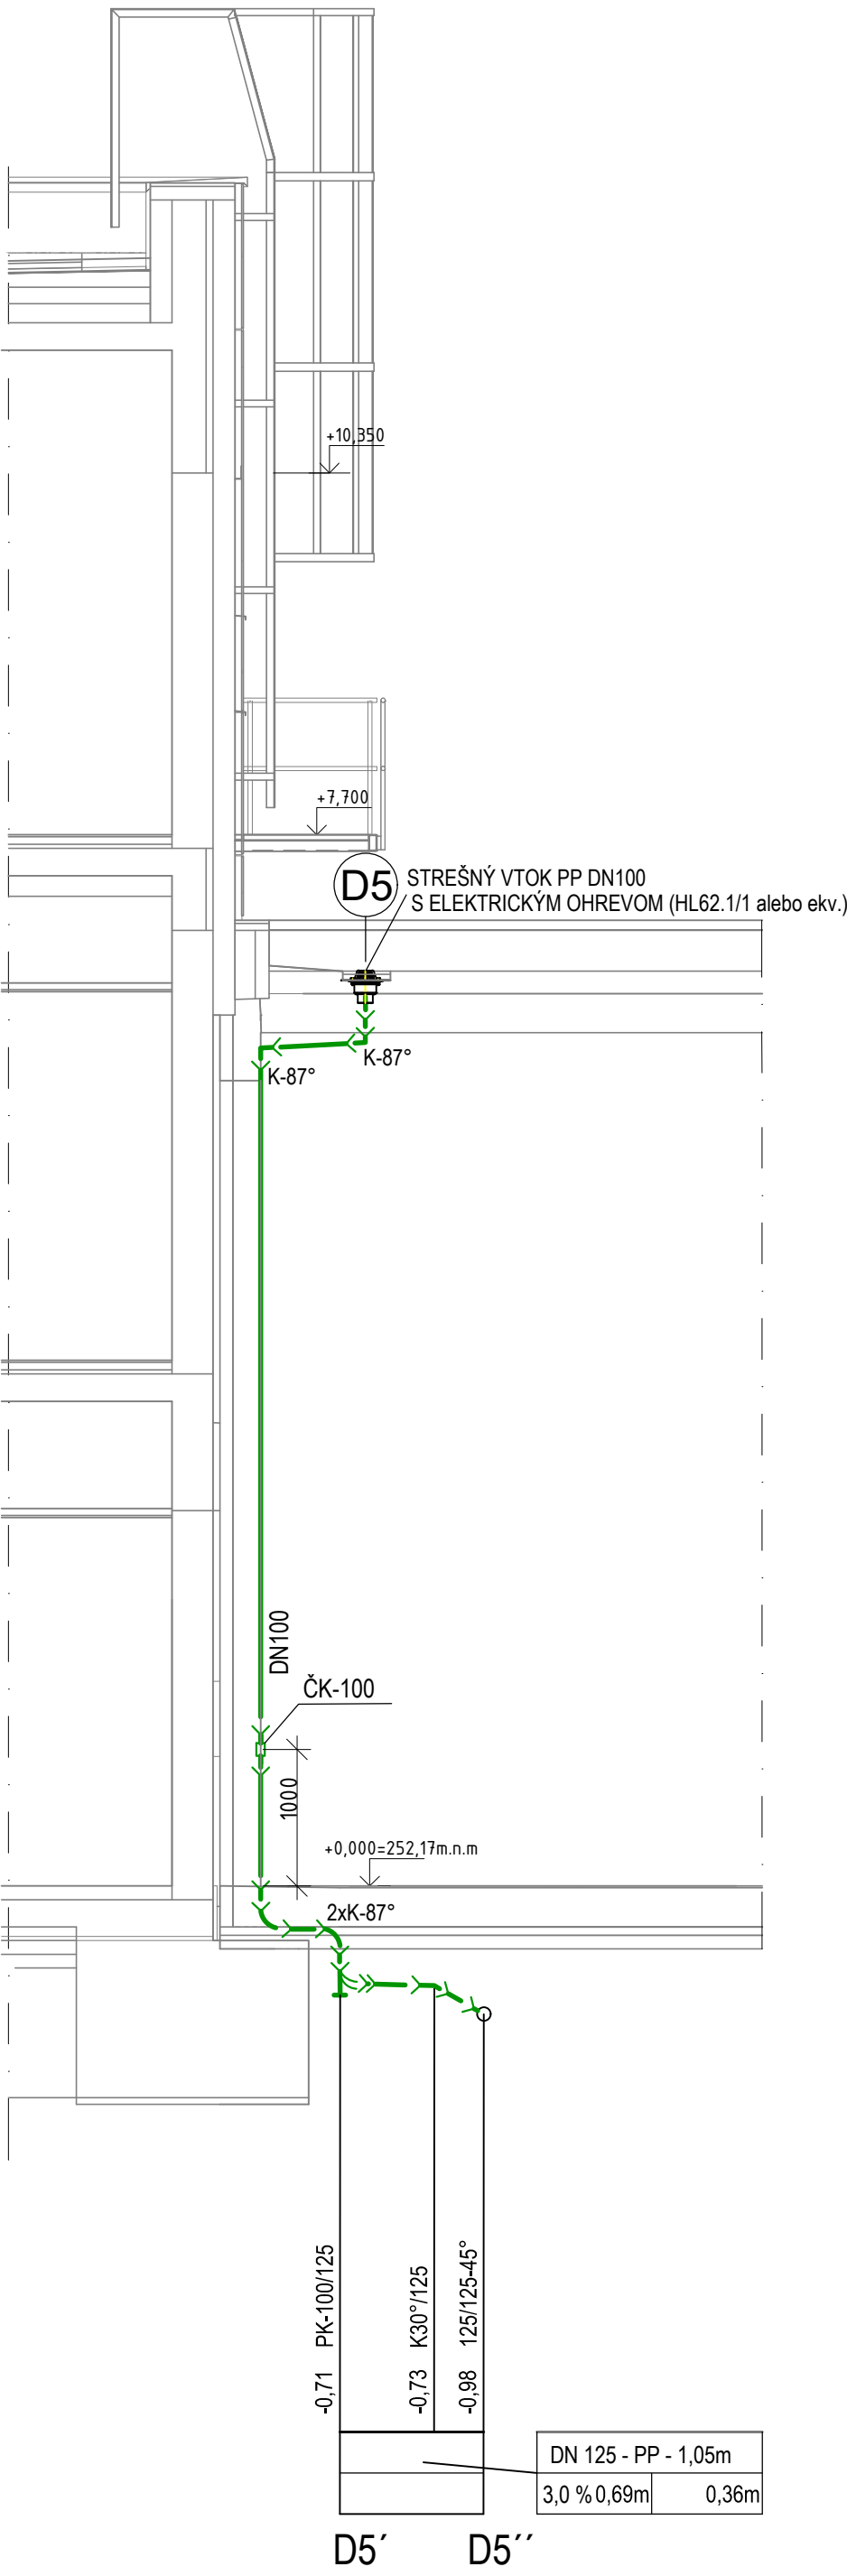 +10,350
+7,700
D5
STREŠNÝ VTOK PP DN100
S ELEKTRICKÝM OHREVOM (HL62.1/1 alebo ekv.)
K-87°
K-87°
DN100
ČK-100
1000
+0,000=252,17m.n.m
2xK-87°
-0,71 PK-100/125
-0,73 K30°/125
-0,98 125/125-45°
DN 125 - PP - 1,05m
3,0 % 0,69m 0,36m
D5´ D5´´